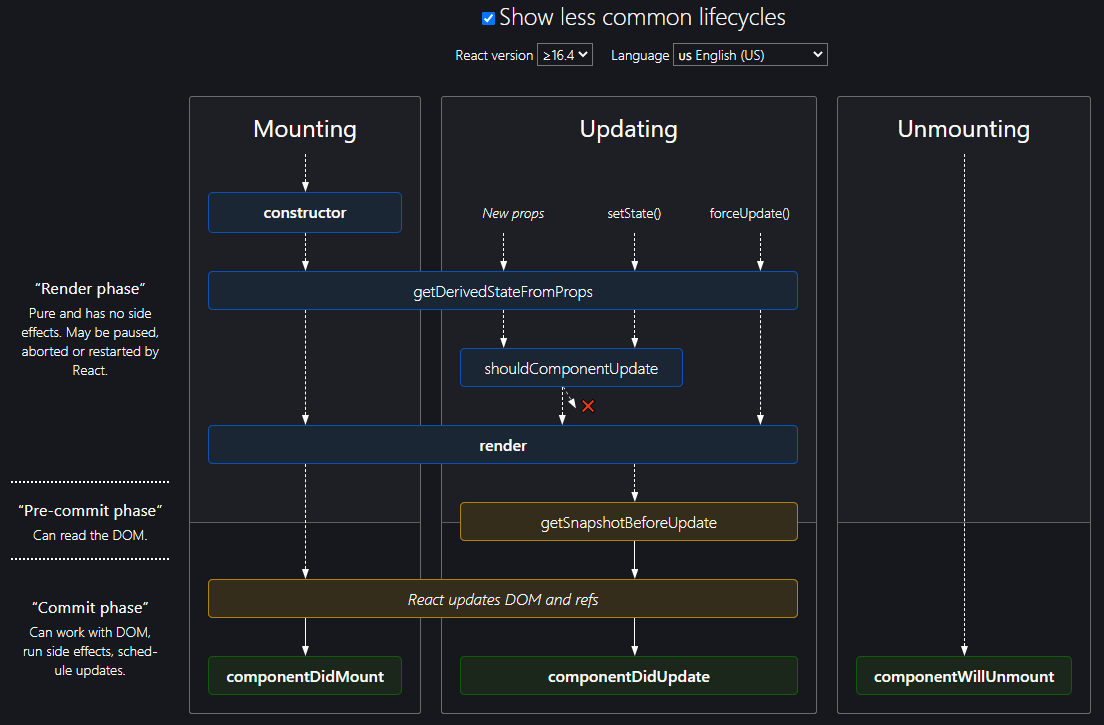 Show less common lifecycles
React version ≥16.4 Language us English (US)
Mounting Updating Unmounting
constructor
New props setState() forceUpdate()
“Render phase”
Pure and has no side
effects. May be paused,
aborted or restarted by
React.
getDerivedStateFromProps
shouldComponentUpdate
render
“Pre-commit phase”
Can read the DOM.
getSnapshotBeforeUpdate
“Commit phase”
Can work with DOM,
run side effects, sched-
ule updates.
React updates DOM and refs
componentDidMount componentDidUpdate componentWillUnmount